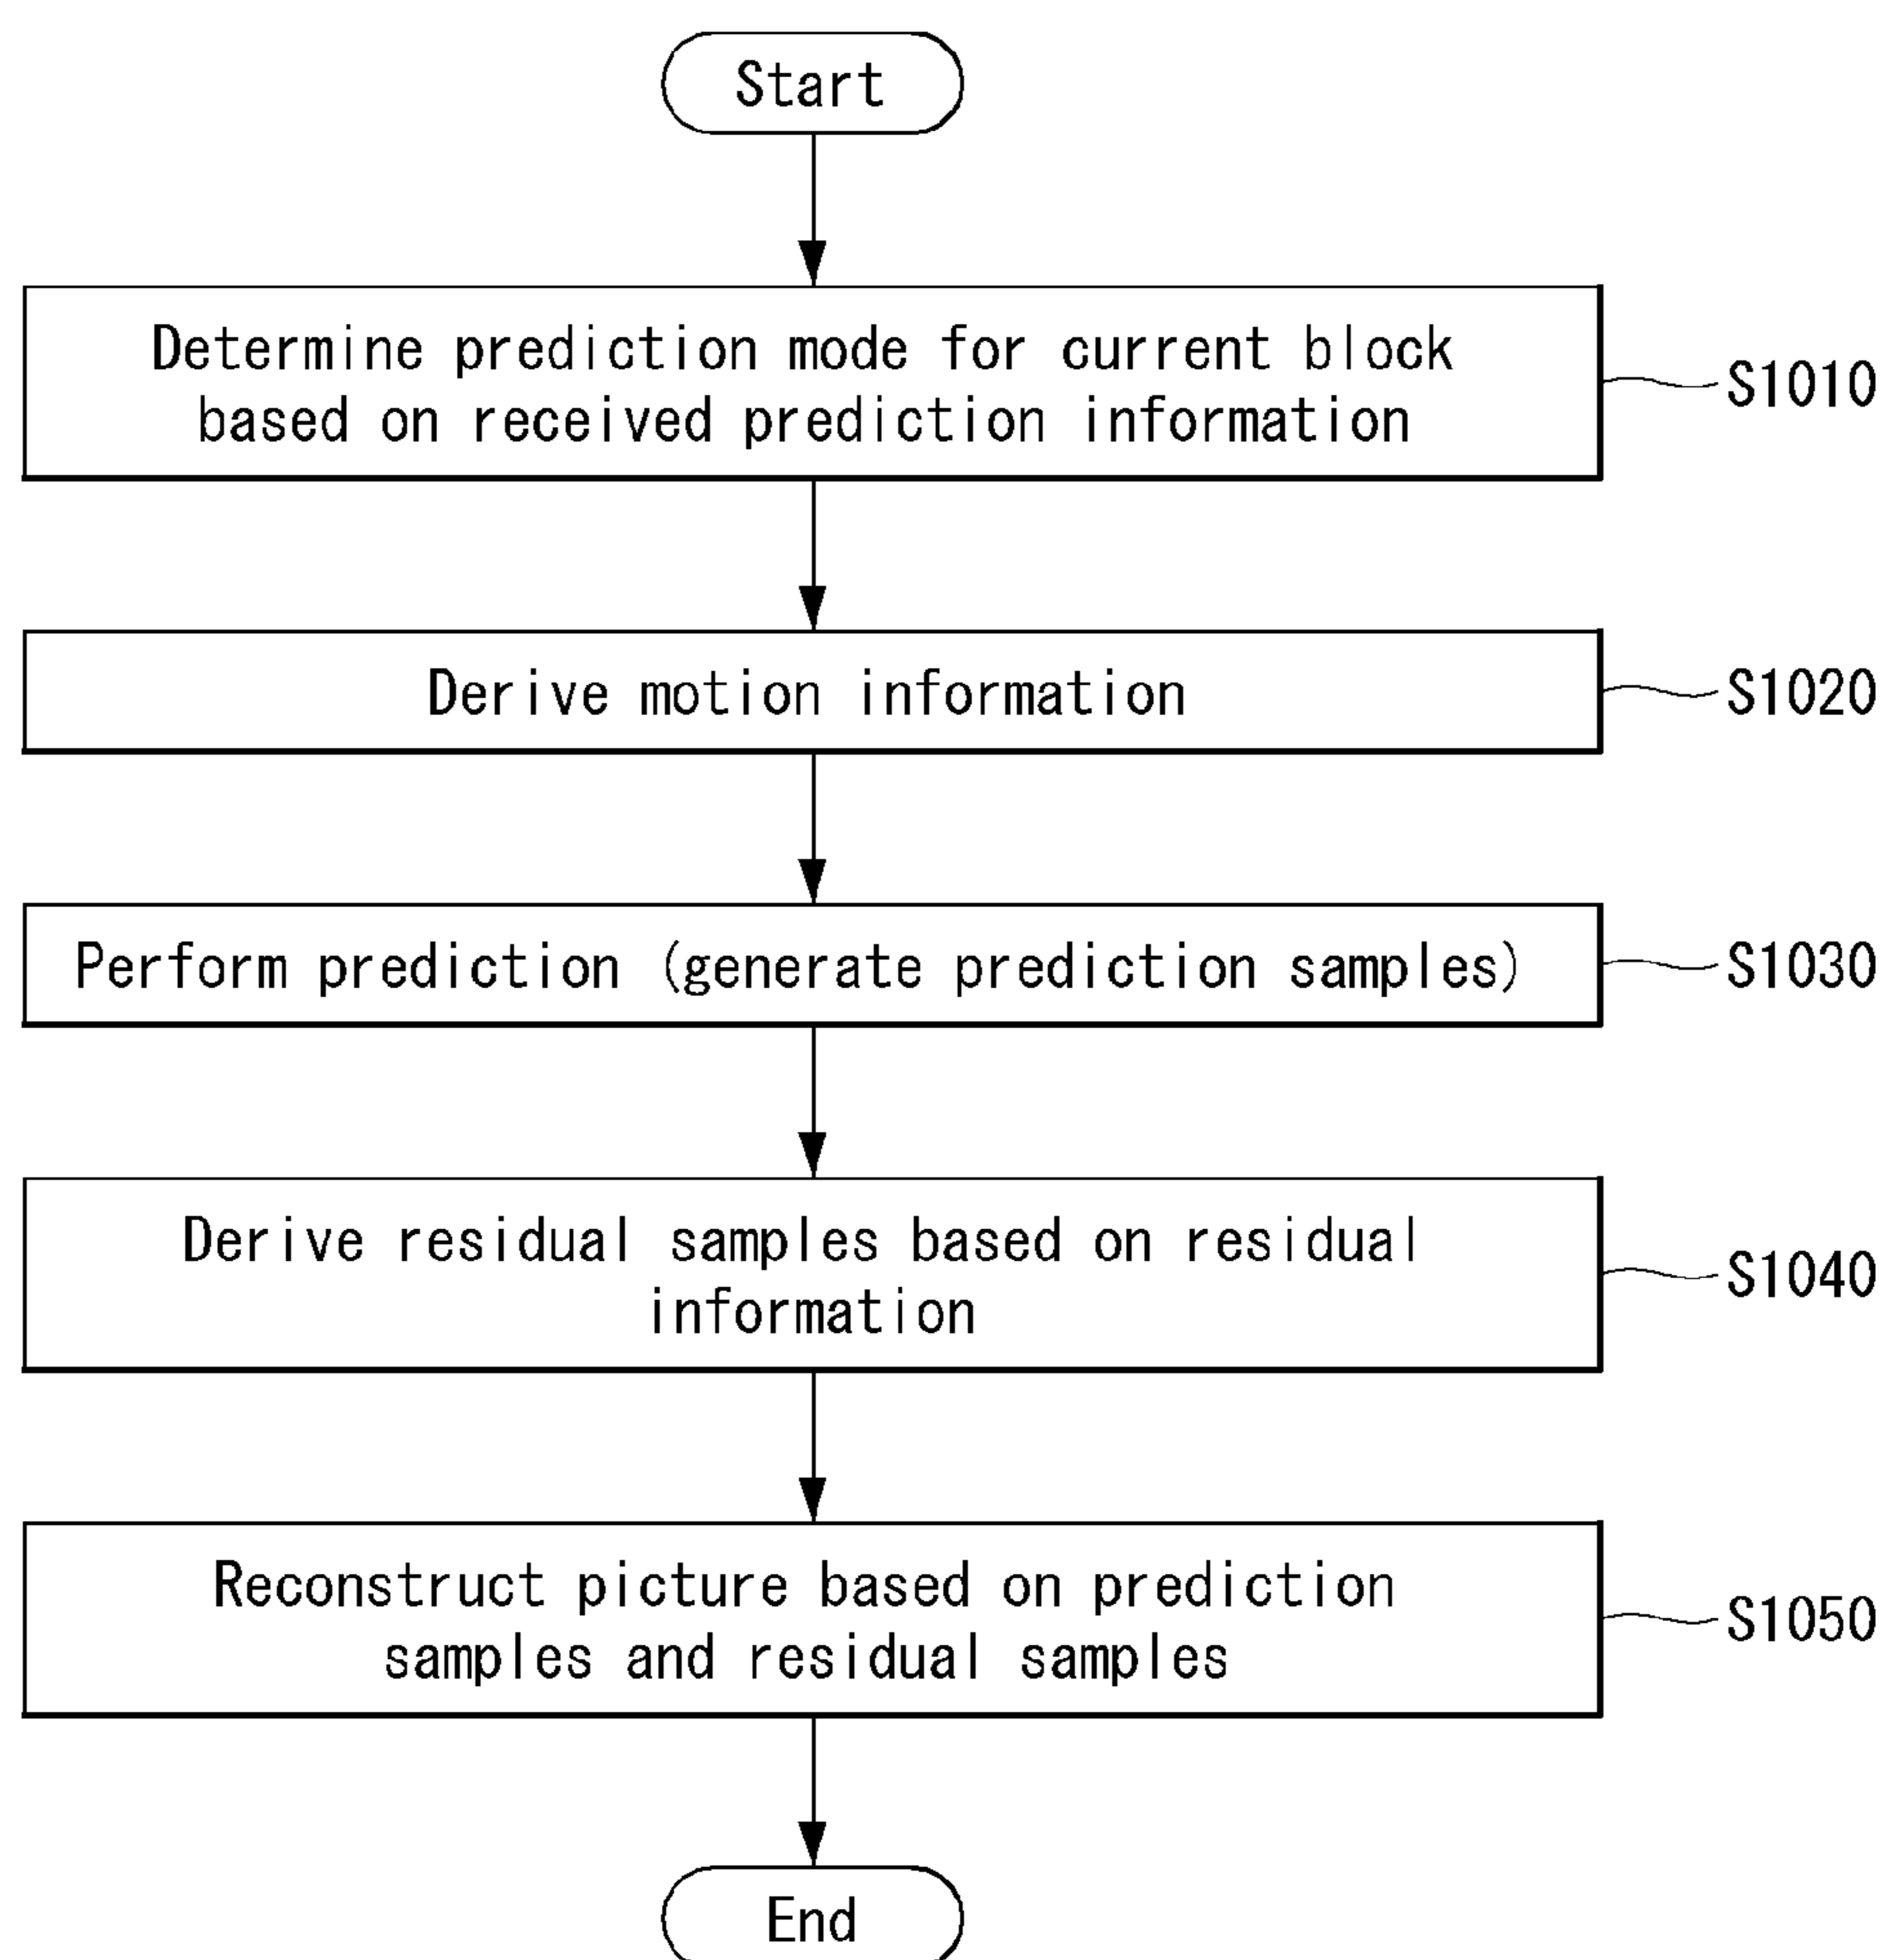 Start
Determine prediction mode for current block
based on received prediction information
S1010
Derive motion information
S1020
Perform prediction (generate prediction samples)
S1030
Derive residual samples based on residual
information
S1040
Reconstruct picture based on prediction
samples and residual samples
S1050
End